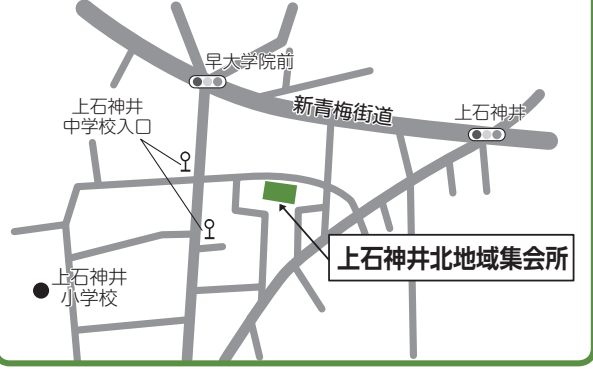 早大学院前
上石神井
中学校入口
新青梅街道
上石神井
上石神井北地域集会所
上石神井
小学校